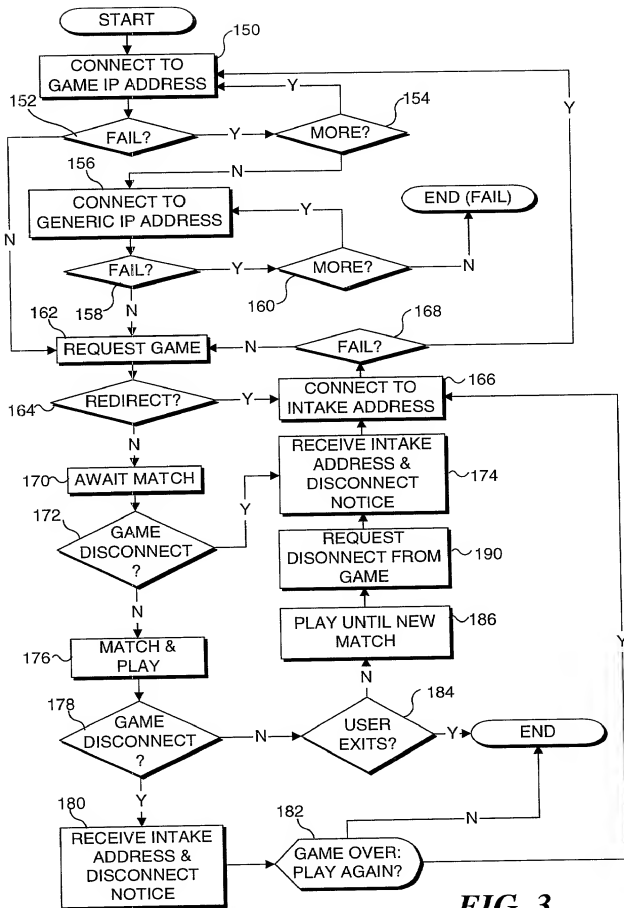 START
150
CONNECT TO
GAME IP ADDRESS
Y
Y
152
154
FAIL?
Y
MORE?
156
N
CONNECT TO
GENERIC IP ADDRESS
Y
END (FAIL)
N
FAIL?
Y
MORE?
N
158
160
162
N
168
REQUEST GAME
N
FAIL?
164
REDIRECT?
Y
CONNECT TO
INTAKE ADDRESS
166
N
RECEIVE INTAKE
ADDRESS &
DISCONNECT
NOTICE
174
170
AWAIT MATCH
Y
172
GAME
DISCONNECT
?
REQUEST
DISONNECT FROM
GAME
190
N
PLAY UNTIL NEW
MATCH
186
176
MATCH &
PLAY
Y
N
178
184
GAME
DISCONNECT
?
N
USER
EXITS?
Y
END
Y
180
182
N
RECEIVE INTAKE
ADDRESS &
DISCONNECT
NOTICE
GAME OVER:
PLAY AGAIN?
FIG. 3